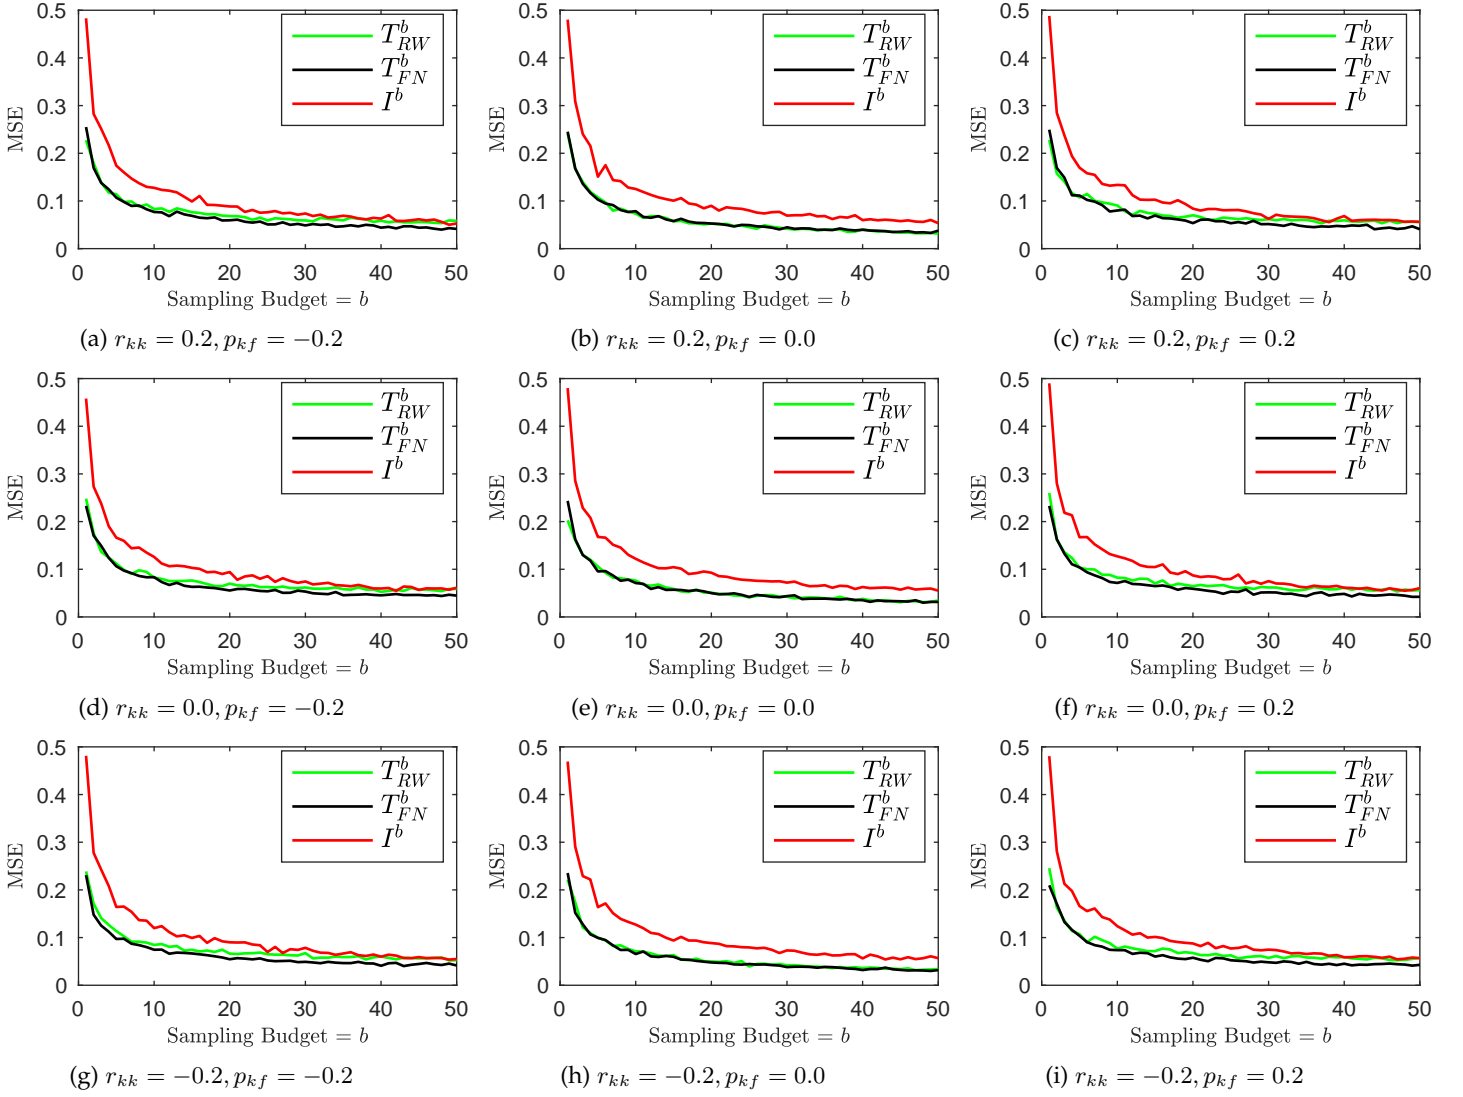 0.5
0.4
0.3
0.2
0.1
0
MSE
T^b_{RW}
T^b_{FN}
I^b
0 10 20 30 40 50
Sampling Budget = b
(a) r_{kk} = 0.2, p_{kf} = −0.2
0.5
0.4
0.3
0.2
0.1
0
MSE
T^b_{RW}
T^b_{FN}
I^b
0 10 20 30 40 50
Sampling Budget = b
(b) r_{kk} = 0.2, p_{kf} = 0.0
0.5
0.4
0.3
0.2
0.1
0
MSE
T^b_{RW}
T^b_{FN}
I^b
0 10 20 30 40 50
Sampling Budget = b
(c) r_{kk} = 0.2, p_{kf} = 0.2
0.5
0.4
0.3
0.2
0.1
0
MSE
T^b_{RW}
T^b_{FN}
I^b
0 10 20 30 40 50
Sampling Budget = b
(d) r_{kk} = 0.0, p_{kf} = −0.2
0.5
0.4
0.3
0.2
0.1
0
MSE
T^b_{RW}
T^b_{FN}
I^b
0 10 20 30 40 50
Sampling Budget = b
(e) r_{kk} = 0.0, p_{kf} = 0.0
0.5
0.4
0.3
0.2
0.1
0
MSE
T^b_{RW}
T^b_{FN}
I^b
0 10 20 30 40 50
Sampling Budget = b
(f) r_{kk} = 0.0, p_{kf} = 0.2
0.5
0.4
0.3
0.2
0.1
0
MSE
T^b_{RW}
T^b_{FN}
I^b
0 10 20 30 40 50
Sampling Budget = b
(g) r_{kk} = −0.2, p_{kf} = −0.2
0.5
0.4
0.3
0.2
0.1
0
MSE
T^b_{RW}
T^b_{FN}
I^b
0 10 20 30 40 50
Sampling Budget = b
(h) r_{kk} = −0.2, p_{kf} = 0.0
0.5
0.4
0.3
0.2
0.1
0
MSE
T^b_{RW}
T^b_{FN}
I^b
0 10 20 30 40 50
Sampling Budget = b
(i) r_{kk} = −0.2, p_{kf} = 0.2